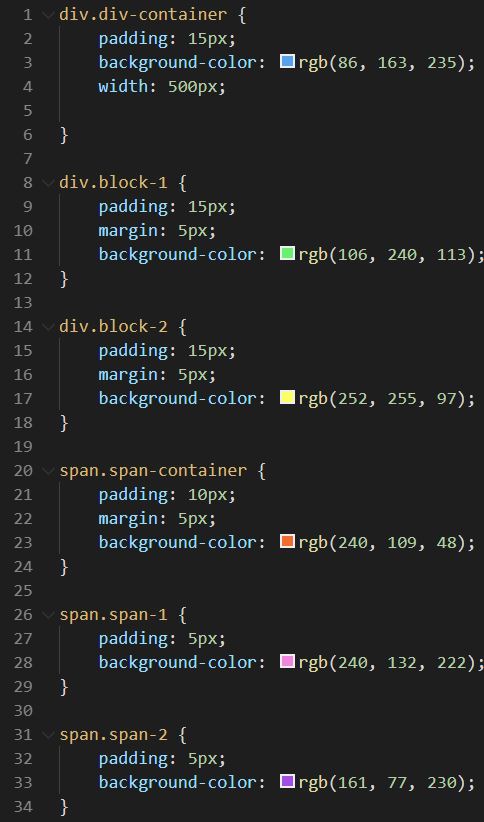 1 div.div-container {
2     padding: 15px;
3     background-color: rgb(86, 163, 235);
4     width: 500px;
5
6 }
7
8 div.block-1 {
9     padding: 15px;
10     margin: 5px;
11     background-color: rgb(106, 240, 113);
12 }
13
14 div.block-2 {
15     padding: 15px;
16     margin: 5px;
17     background-color: rgb(252, 255, 97);
18 }
19
20 span.span-container {
21     padding: 10px;
22     margin: 5px;
23     background-color: rgb(240, 109, 48);
24 }
25
26 span.span-1 {
27     padding: 5px;
28     background-color: rgb(240, 132, 222);
29 }
30
31 span.span-2 {
32     padding: 5px;
33     background-color: rgb(161, 77, 230);
34 }